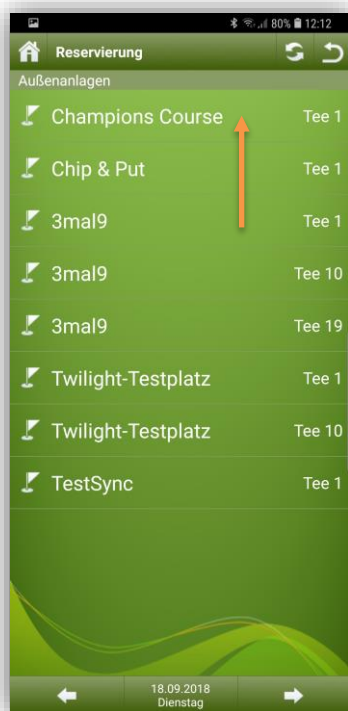 80% 12:12
Reservierung
Außenanlagen
Champions Course Tee 1
Chip & Put Tee 1
3mal9 Tee 1
3mal9 Tee 10
3mal9 Tee 19
Twilight-Testplatz Tee 1
Twilight-Testplatz Tee 10
TestSync Tee 1
18.09.2018
Dienstag